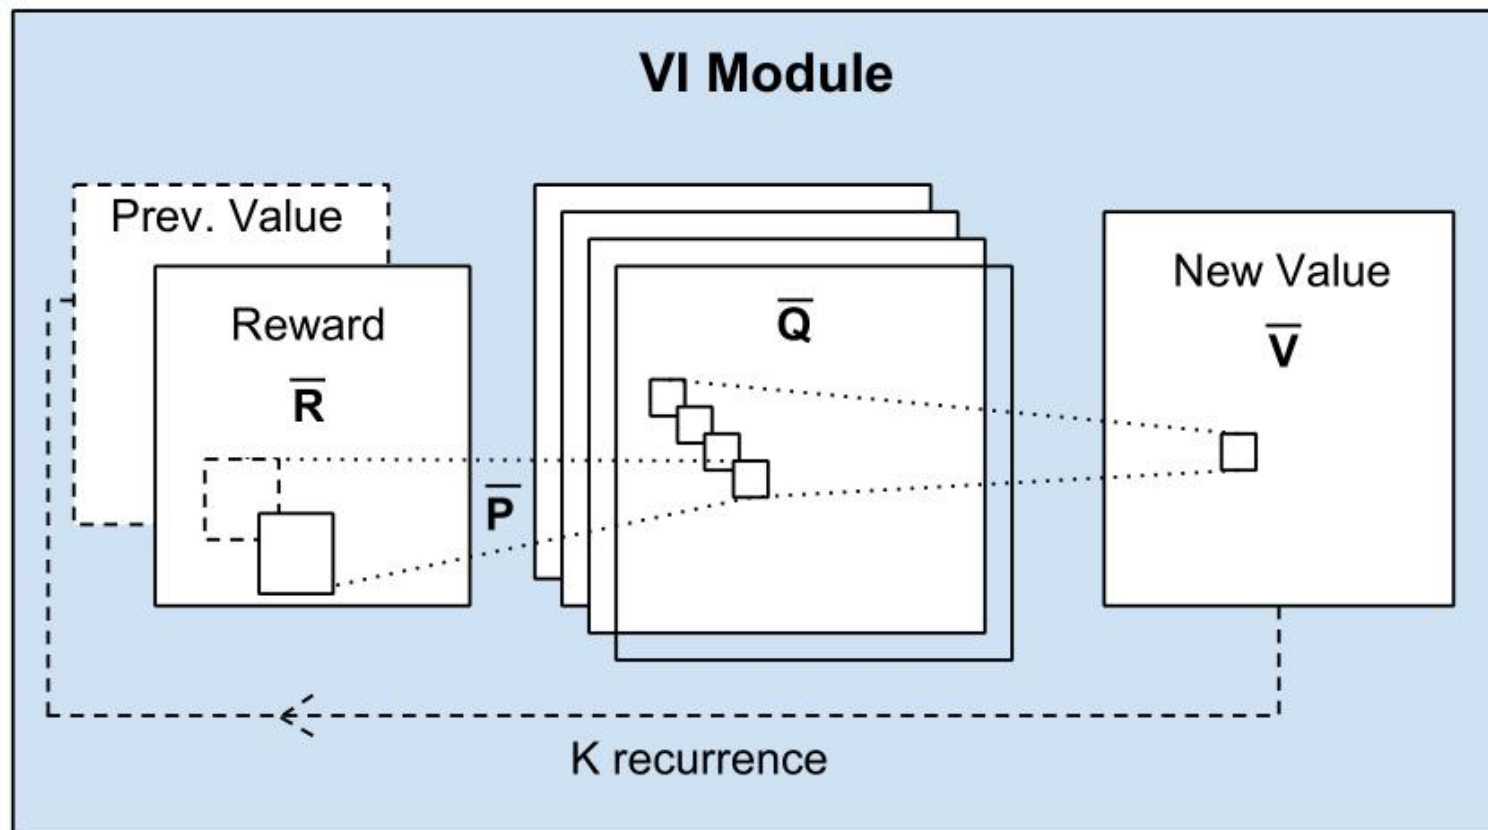 VI Module
Prev. Value
Reward
R̅
P̅
Q̅
New Value
V̅
K recurrence